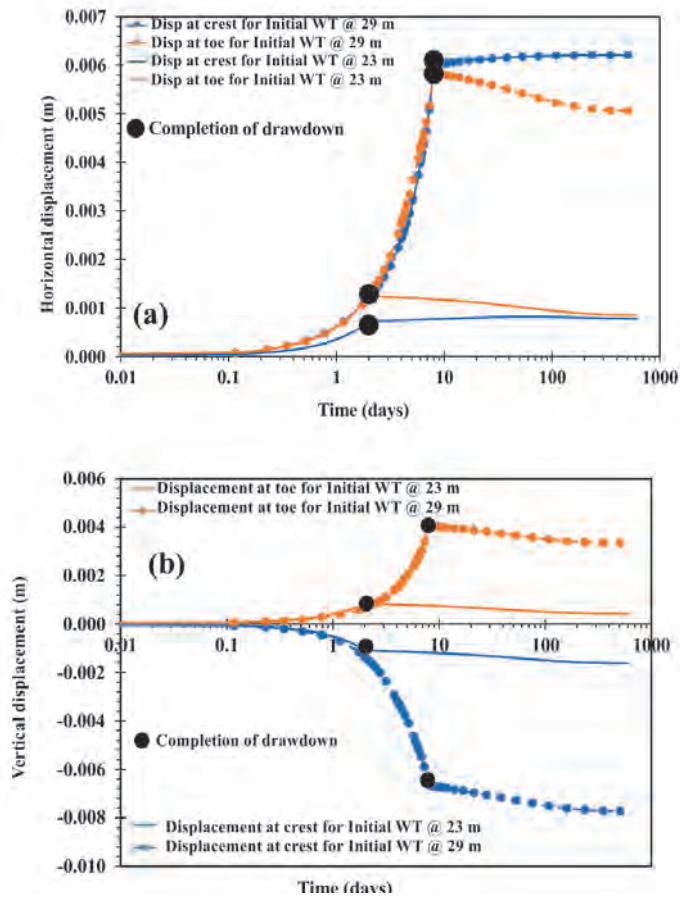 0.007
Disp at crest for Initial WT @ 29 m
Disp at toe for Initial WT @ 29 m
Disp at crest for Initial WT @ 23 m
Disp at toe for Initial WT @ 23 m
Completion of drawdown
0.006
0.005
0.004
0.003
0.002
0.001
0.000
Horizontal displacement (m)
(a)
0.01 0.1 1 10 100 1000
Time (days)
0.006
Displacement at toe for Initial WT @ 23 m
Displacement at toe for Initial WT @ 29 m
0.004
(b)
0.002
0.000
0.01 0.1 1 10 100 1000
-0.002
-0.004
Completion of drawdown
-0.006
-0.008
-0.010
Vertical displacement (m)
Displacement at crest for Initial WT @ 23 m
Displacement at crest for Initial WT @ 29 m
Time (days)